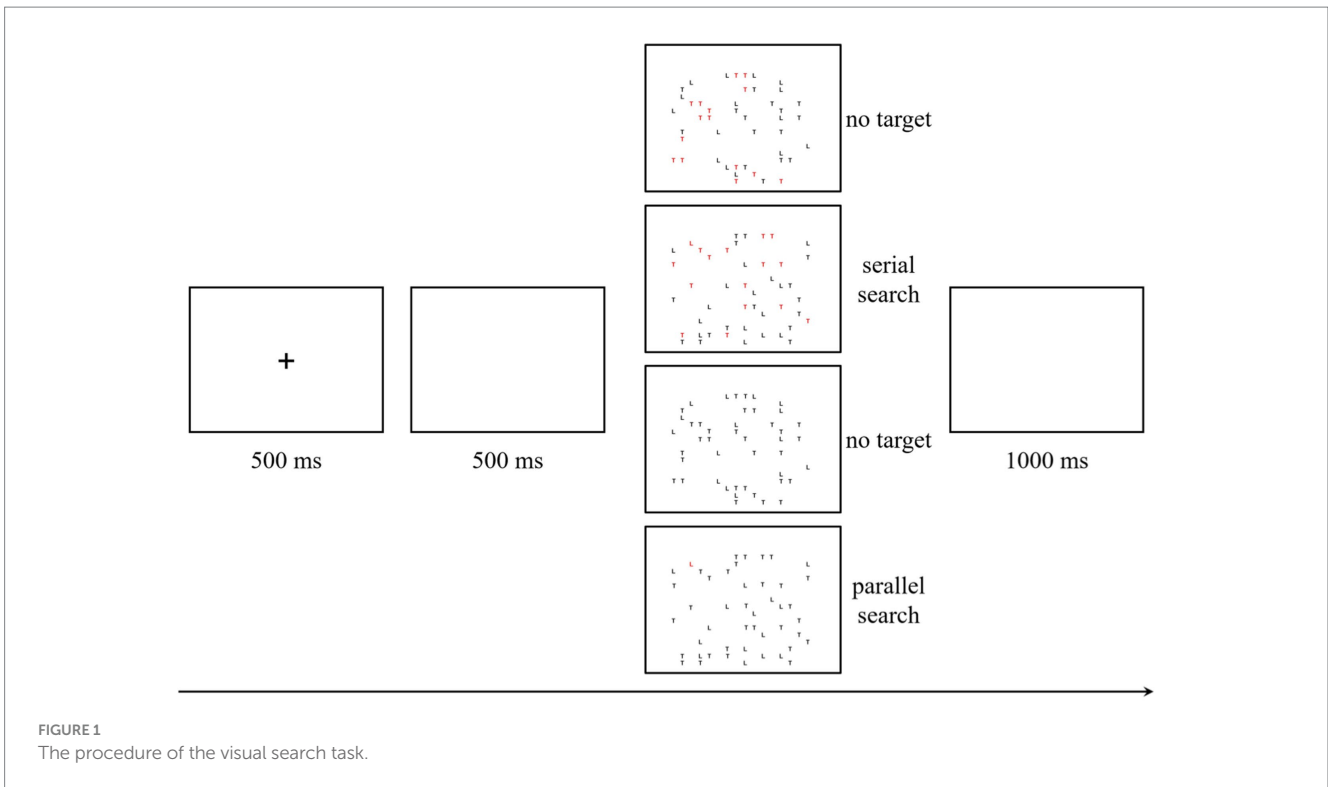 no target
serial
search
+
500 ms
500 ms
no target
1000 ms
parallel
search
FIGURE 1
The procedure of the visual search task.